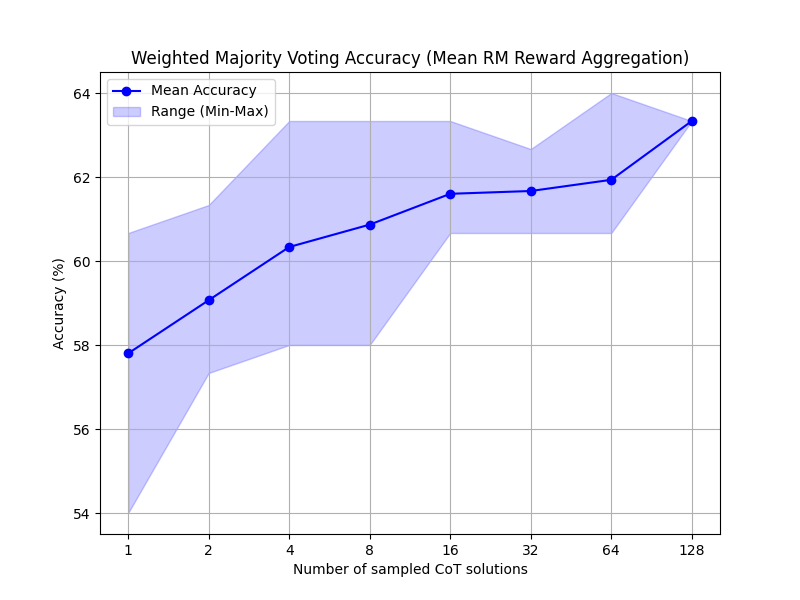 Weighted Majority Voting Accuracy (Mean RM Reward Aggregation)
Mean Accuracy
Range (Min-Max)
Accuracy (%)
64
62
60
58
56
54
1 2 4 8 16 32 64 128
Number of sampled CoT solutions